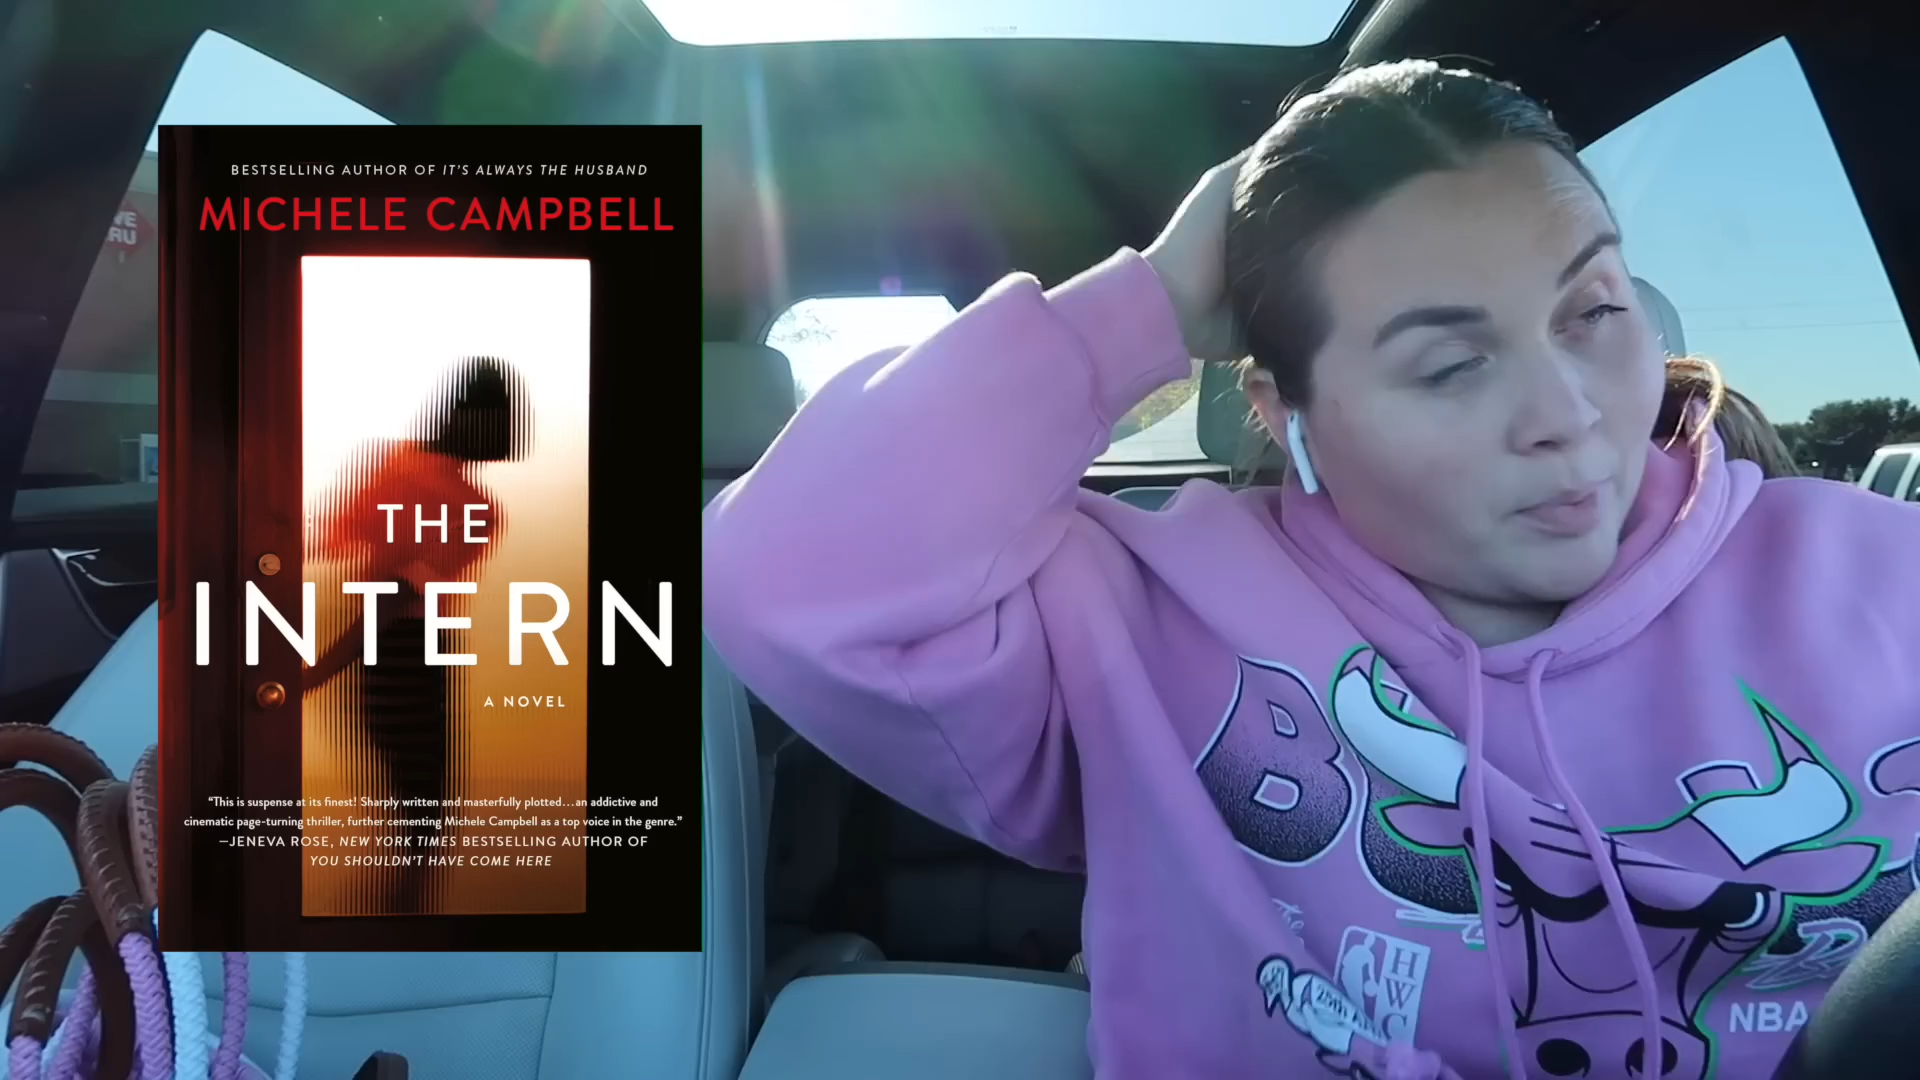 BESTSELLING AUTHOR OF IT'S ALWAYS THE HUSBAND
MICHELE CAMPBELL
THE
INTERN
A NOVEL
“This is suspense at its finest! Sharply written and masterfully plotted…an addictive and
cinematic page-turning thriller, further cementing Michele Campbell as a top voice in the genre.”
—JENEVA ROSE, NEW YORK TIMES BESTSELLING AUTHOR OF
YOU SHOULDN'T HAVE COME HERE
HWC
NBA